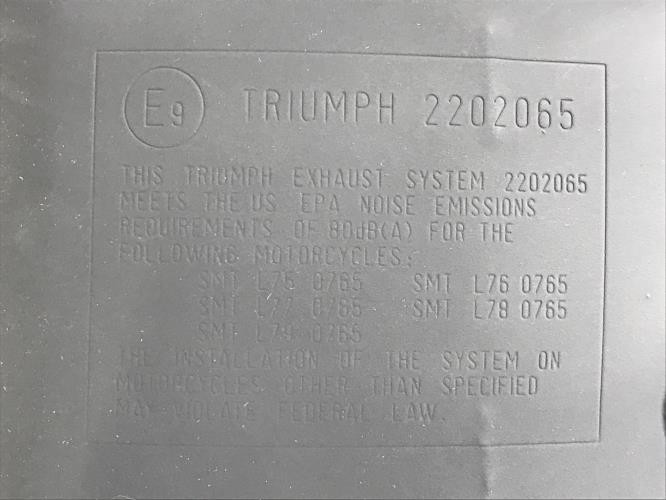 E9 TRIUMPH 2202065
THIS TRIUMPH EXHAUST SYSTEM 2202065
MEETS THE US EPA NOISE EMISSIONS
REQUIREMENTS OF 80dB(A) FOR THE
FOLLOWING MOTORCYCLES:
SMT L75 0765 SMT L76 0765
SMT L77 0765 SMT L78 0765
SMT L79 0765
THE INSTALLATION OF THE SYSTEM ON
MOTORCYCLES OTHER THAN SPECIFIED
MAY VIOLATE FEDERAL LAW.